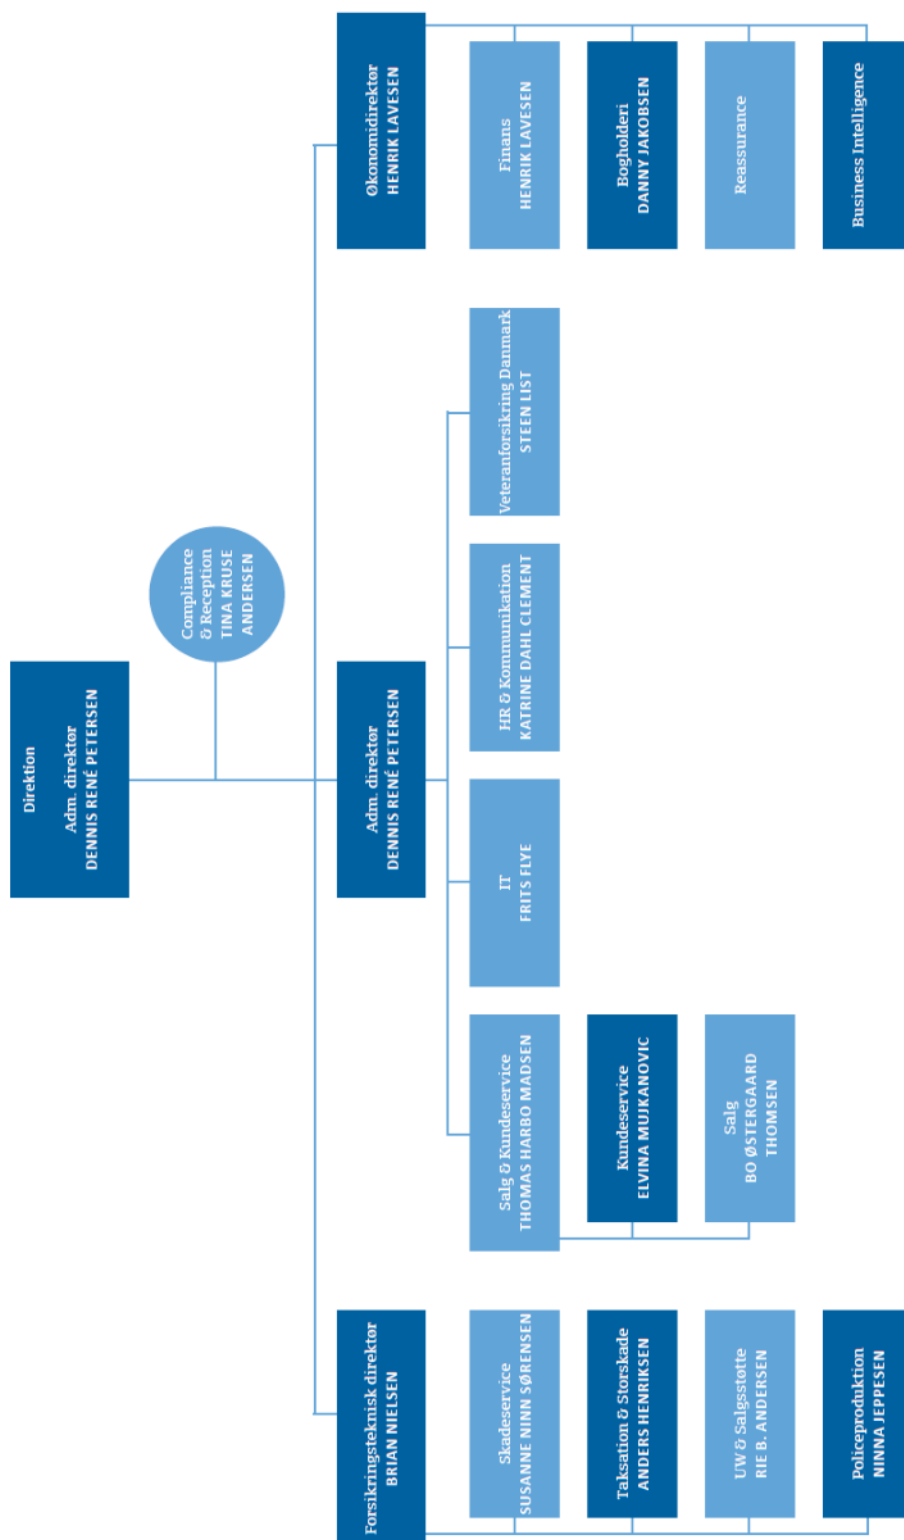 Direktion
Adm. direktør
DENNIS RENÉ PETERSEN
Compliance
& Reception
TINA KRUSE
ANDERSEN
Forsikringsteknisk direktør
BRIAN NIELSEN
Adm. direktør
DENNIS RENÉ PETERSEN
Økonomidirektør
HENRIK LAVESEN
Skadeservice
SUSANNE NINN SØRENSEN
Taksation & Storskade
ANDERS HENRIKSEN
UW & Salgsstøtte
RIE B. ANDERSEN
Policeproduktion
NINNA JEPPESEN
Salg & Kundeservice
THOMAS HARBO MADSEN
Kundeservice
ELVINA MUJKANOVIC
Salg
BO ØSTERGAARD
THOMSEN
IT
FRITS FLYE
HR & Kommunikation
KATRINE DAHL CLEMENT
Veteranforsikring Danmark
STEEN LIST
Finans
HENRIK LAVESEN
Bogholderi
DANNY JAKOBSEN
Reassurance
Business Intelligence